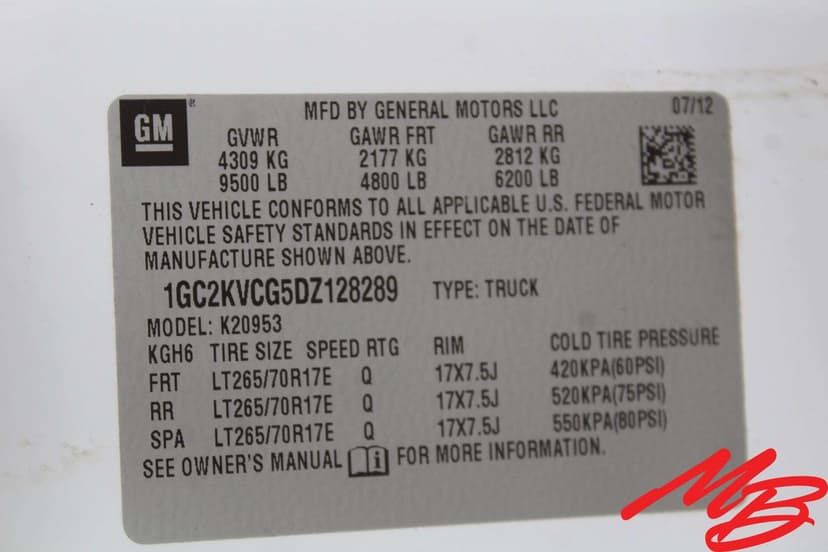 GM
®
MFD BY GENERAL MOTORS LLC 07/12
GVWR GAWR FRT GAWR RR
4309 KG 2177 KG 2812 KG
9500 LB 4800 LB 6200 LB
THIS VEHICLE CONFORMS TO ALL APPLICABLE U.S. FEDERAL MOTOR
VEHICLE SAFETY STANDARDS IN EFFECT ON THE DATE OF
MANUFACTURE SHOWN ABOVE.
1GC2KVCG5DZ128289 TYPE: TRUCK
MODEL: K20953
KGH6 TIRE SIZE SPEED RTG RIM COLD TIRE PRESSURE
FRT LT265/70R17E Q 17X7.5J 420KPA(60PSI)
RR LT265/70R17E Q 17X7.5J 520KPA(75PSI)
SPA LT265/70R17E Q 17X7.5J 550KPA(80PSI)
SEE OWNER'S MANUAL i FOR MORE INFORMATION.
MB